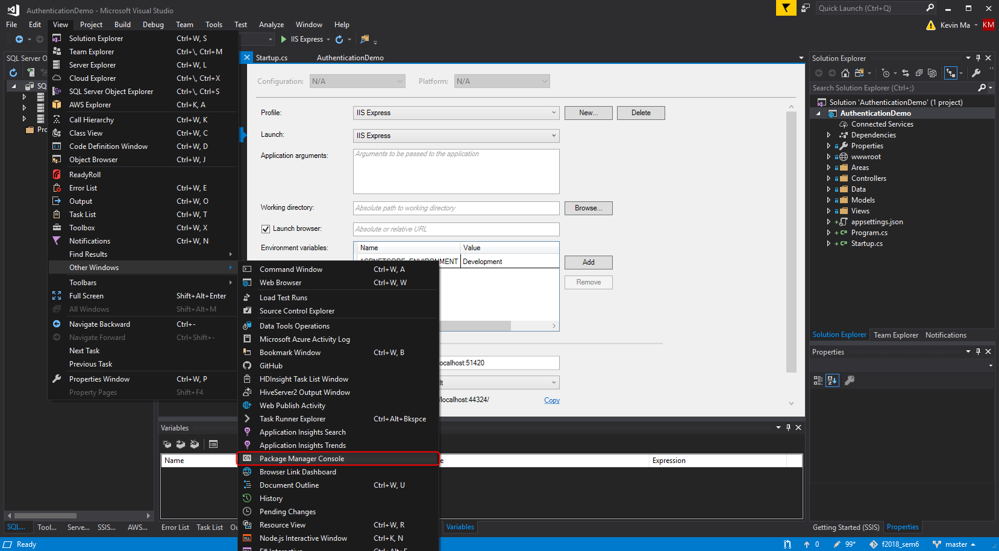 AuthenticationDemo - Microsoft Visual Studio
Quick Launch (Ctrl+Q)
File Edit View Project Build Debug Team Tools Test Analyze Window Help
Kevin Ma KM
IIS Express
SQL Server O
SQL
Pro
Solution Explorer Ctrl+W, S
Team Explorer Ctrl+\, Ctrl+M
Server Explorer Ctrl+W, L
Cloud Explorer Ctrl+\, Ctrl+X
SQL Server Object Explorer Ctrl+\, Ctrl+S
AWS Explorer Ctrl+K, A
Call Hierarchy Ctrl+W, K
Class View Ctrl+W, C
Code Definition Window Ctrl+W, D
Object Browser Ctrl+W, J
ReadyRoll
Error List Ctrl+W, E
Output Ctrl+W, O
Task List Ctrl+W, T
Toolbox Ctrl+W, X
Notifications Ctrl+W, N
Find Results
Other Windows
Toolbars
Full Screen Shift+Alt+Enter
All Windows Shift+Alt+M
Navigate Backward Ctrl+-
Navigate Forward Ctrl+Shift+-
Next Task
Previous Task
Properties Window Ctrl+W, P
Property Pages Shift+F4
Command Window Ctrl+W, A
Web Browser Ctrl+W, W
Load Test Runs
Source Control Explorer
Data Tools Operations
Microsoft Azure Activity Log
Bookmark Window Ctrl+W, B
GitHub
HDInsight Task List Window
HiveServer2 Output Window
Web Publish Activity
Task Runner Explorer Ctrl+Alt+Bkspce
Application Insights Search
Application Insights Trends
Package Manager Console
Browser Link Dashboard
Document Outline Ctrl+W, U
History
Pending Changes
Resource View Ctrl+W, R
Node.js Interactive Window Ctrl+K, N
F# Interactive Ctrl+Alt+F
Startup.cs AuthenticationDemo
Configuration: N/A Platform: N/A
Profile: IIS Express New... Delete
Launch: IIS Express
Application arguments: Arguments to be passed to the application
Working directory: Absolute path to working directory Browse...
Launch browser: Absolute or relative URL
Environment variables: Name Value
ASPNETCORE_ENVIRONMENT Development
Add
Remove
localhost:51420
lt
/localhost:44324/ Copy
Variables
Name e Expression
Solution Explorer
Search Solution Explorer (Ctrl+;)
Solution 'AuthenticationDemo' (1 project)
AuthenticationDemo
Connected Services
Dependencies
Properties
wwwroot
Areas
Controllers
Data
Models
Views
appsettings.json
Program.cs
Startup.cs
Solution Explorer Team Explorer Notifications
Properties
SQL... Tool... Serve... SSIS... AWS...
Error List Task List Ou Variables
Getting Started (SSIS) Properties
Ready
0 99* f2018_sem6 master